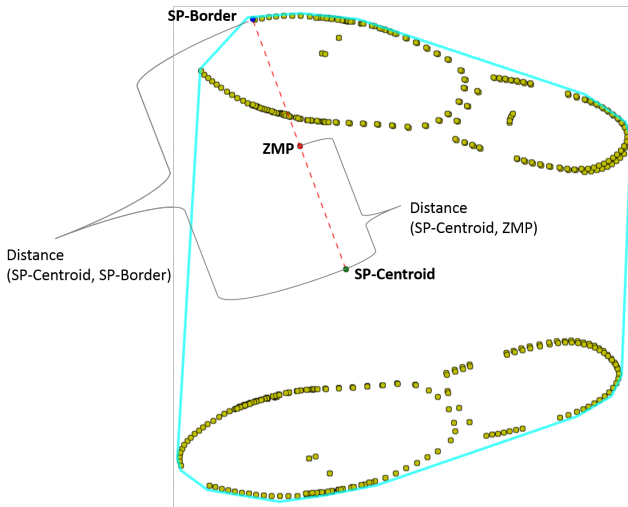 SP-Border
ZMP
Distance
(SP-Centroid, ZMP)
Distance
(SP-Centroid, SP-Border)
SP-Centroid